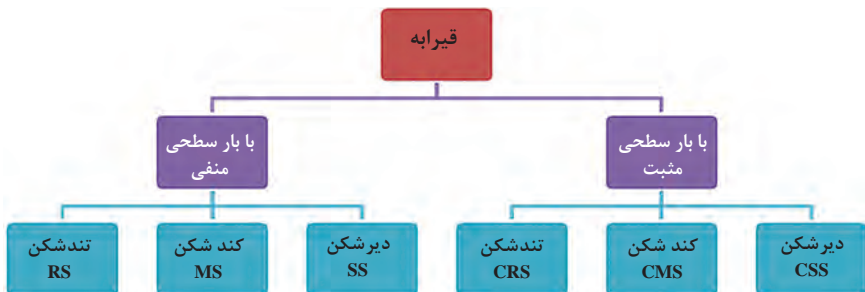 قیرابه
با بار سطحی
مثبت
با بار سطحی
منفی
دیرشکن
CSS
کند شکن
CMS
تندشکن
CRS
دیرشکن
SS
کند شکن
MS
تندشکن
RS